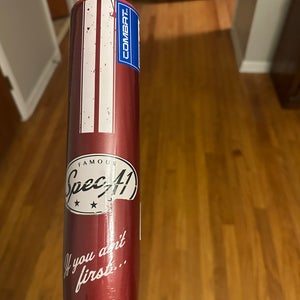 COMBAT
FAMOUS
Spec A1
If you ain't
first...